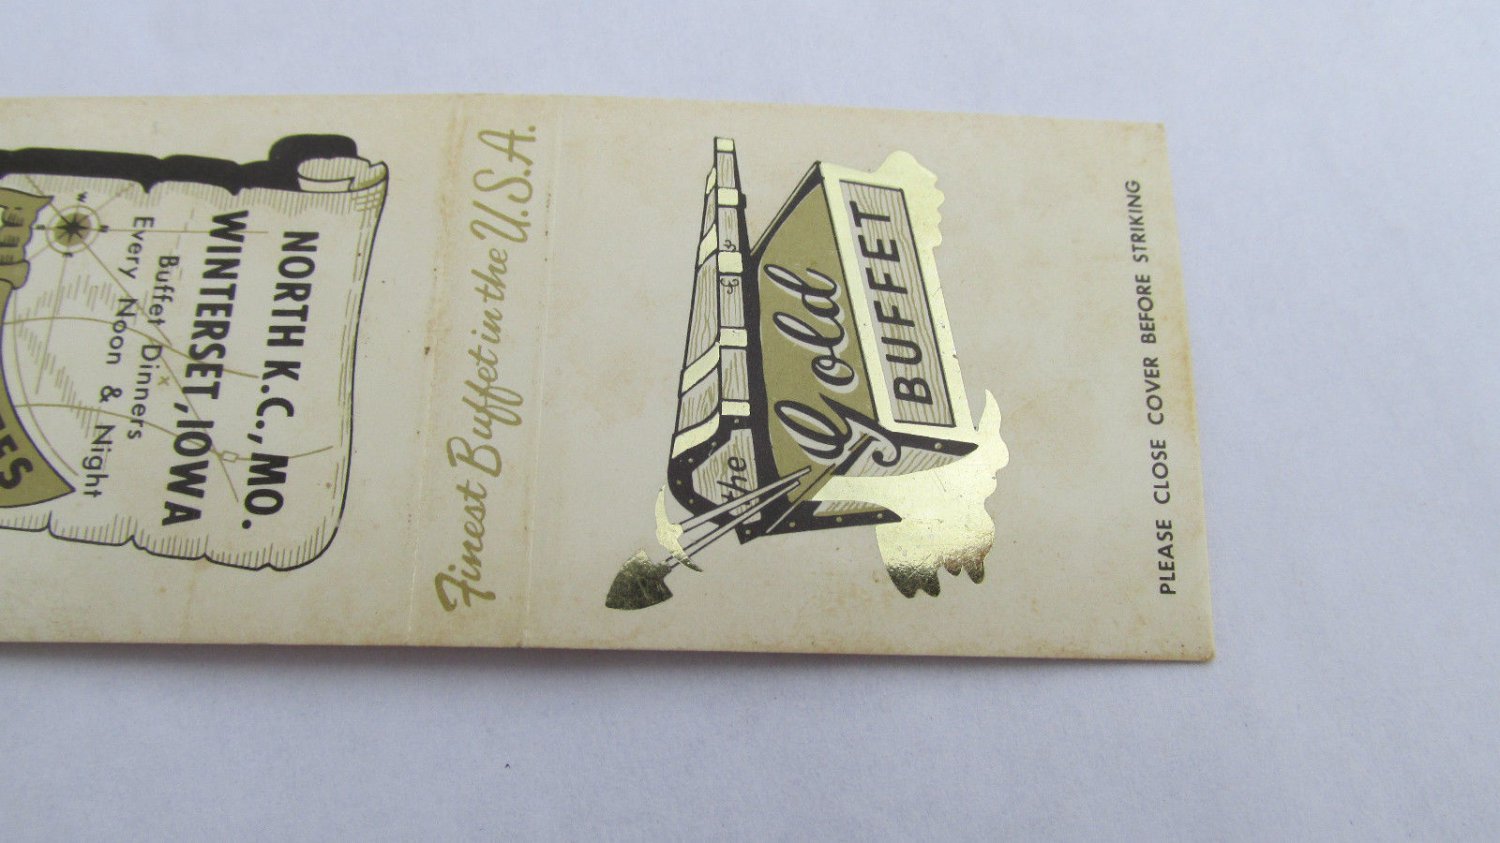 the
Gold
BUFFET
PLEASE CLOSE COVER BEFORE STRIKING
Finest Buffet in the U.S.A.
NORTH K.C., MO.
WINTERSET, IOWA
Buffet Dinners
Every Noon & Night